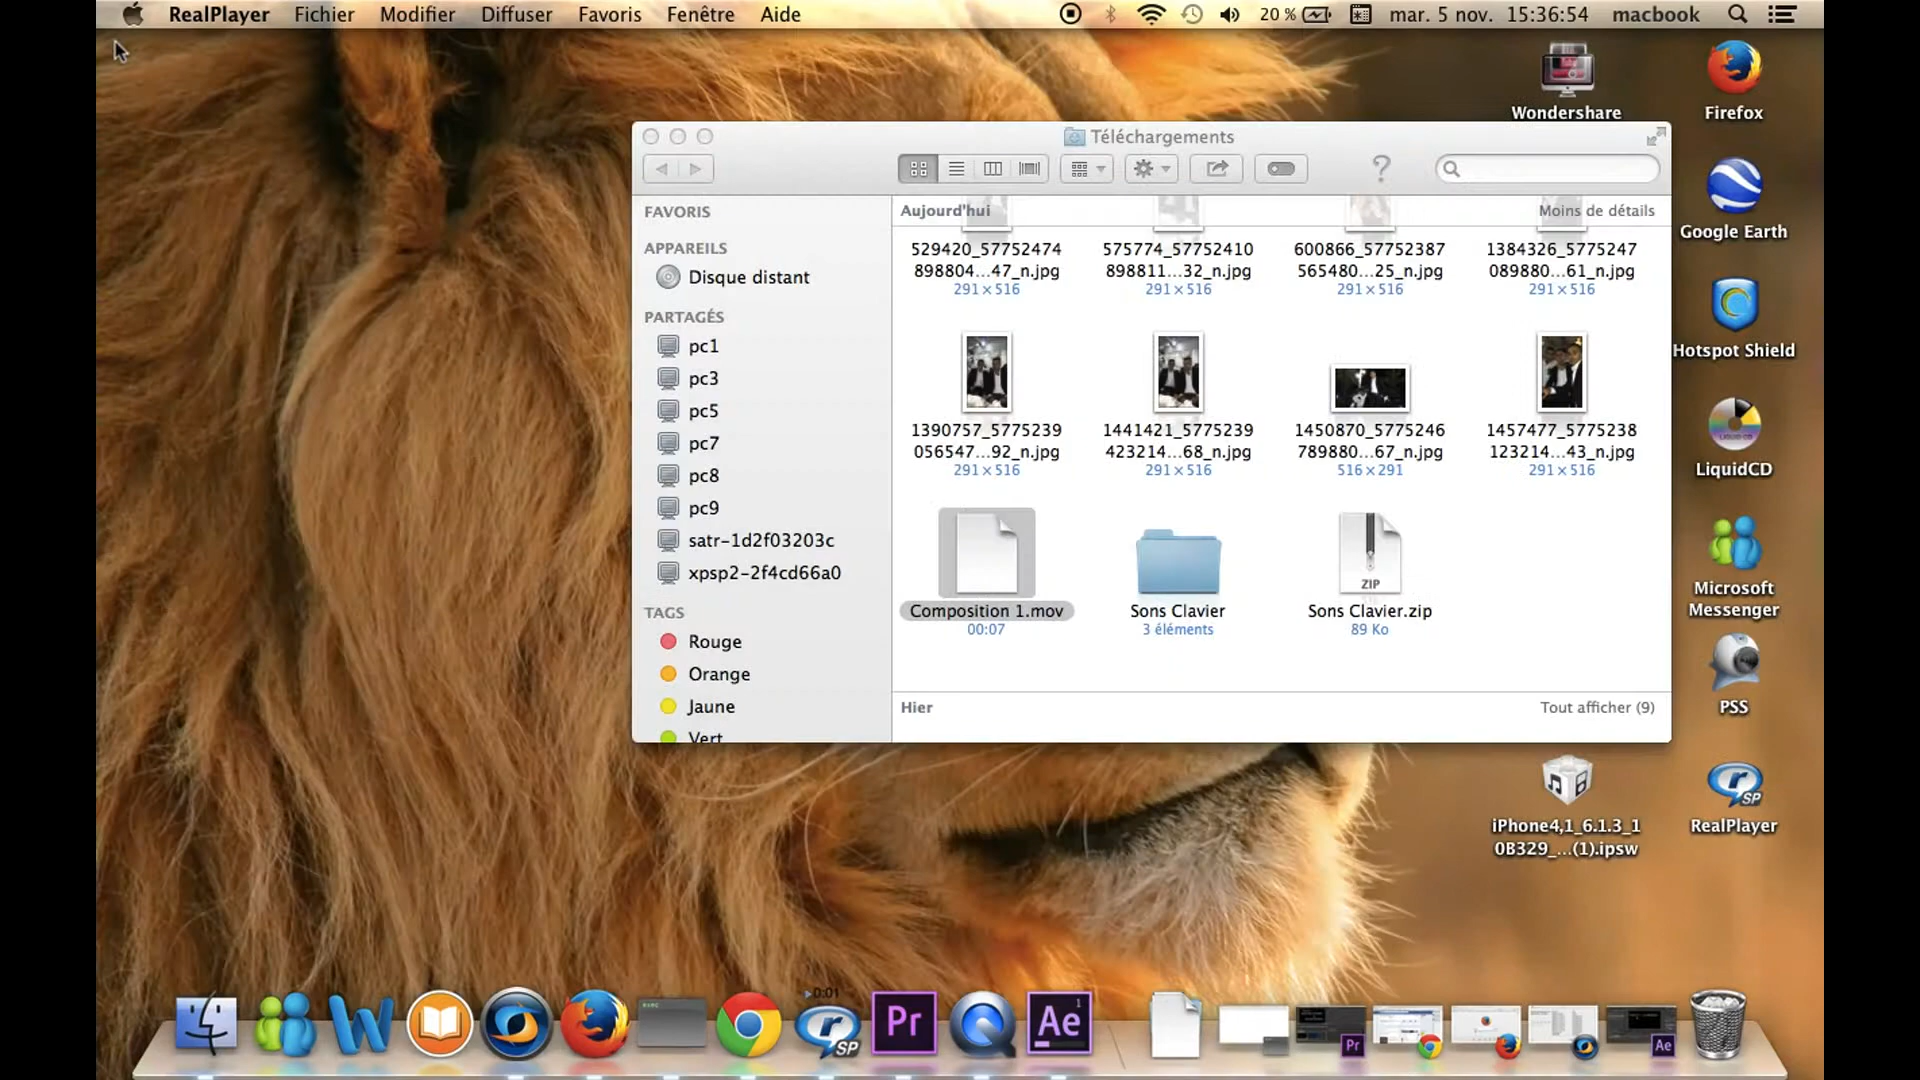 RealPlayer Fichier Modifier Diffuser Favoris Fenêtre Aide 20 % mar. 5 nov. 15:36:54 macbook
Wondershare
Firefox
Google Earth
Hotspot Shield
LiquidCD
Microsoft
Messenger
PSS
iPhone4,1_6.1.3_1
0B329_...(1).ipsw
RealPlayer
Téléchargements
FAVORIS
APPAREILS
Disque distant
PARTAGÉS
pc1
pc3
pc5
pc7
pc8
pc9
satr-1d2f03203c
xpsp2-2f4cd66a0
TAGS
Rouge
Orange
Jaune
Vert
Aujourd'hui Moins de détails
529420_57752474
898804...47_n.jpg
291×516
575774_57752410
898811...32_n.jpg
291×516
600866_57752387
565480...25_n.jpg
291×516
1384326_5775247
089880...61_n.jpg
291×516
1390757_5775239
056547...92_n.jpg
291×516
1441421_5775239
423214...68_n.jpg
291×516
1450870_5775246
789880...67_n.jpg
516×291
1457477_5775238
123214...43_n.jpg
291×516
Composition 1.mov
00:07
Sons Clavier
3 éléments
ZIP
Sons Clavier.zip
89 Ko
Hier Tout afficher (9)
0:01
W
r
SP
Pr
Ae
1
Pr
Ae